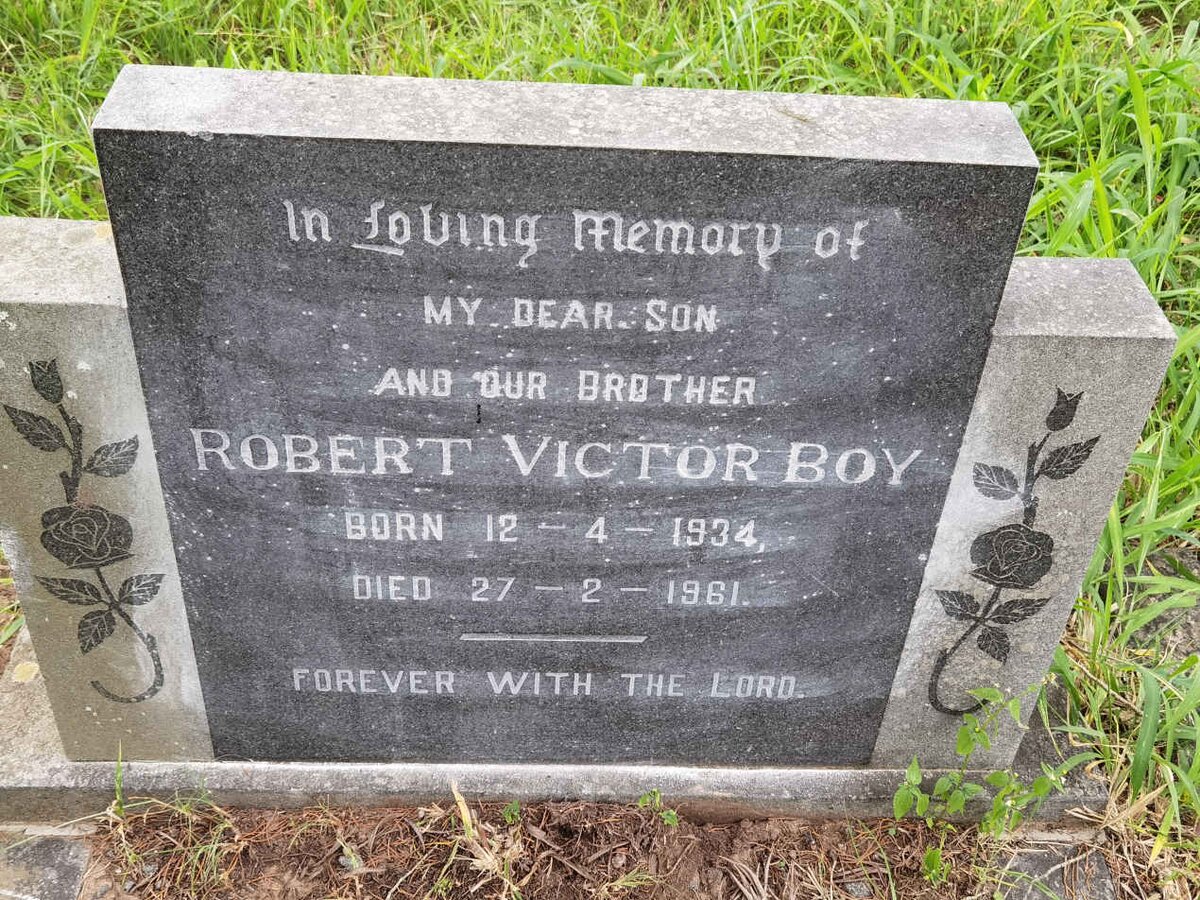 In Loving Memory of
MY DEAR SON
AND OUR BROTHER
ROBERT VICTOR BOY
BORN 12 – 4 – 1934,
DIED 27 – 2 – 1961.
FOREVER WITH THE LORD.